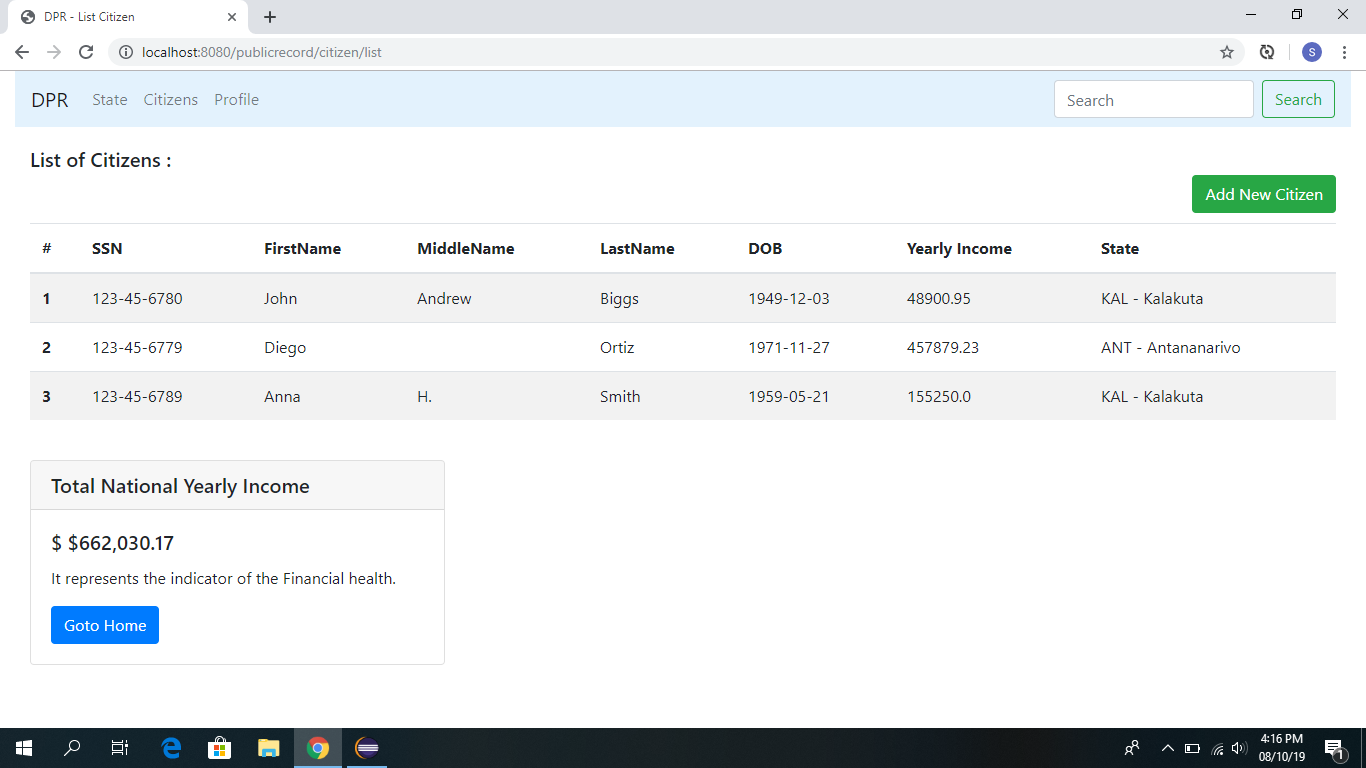 DPR - List Citizen
localhost:8080/publicrecord/citizen/list
S
DPR State Citizens Profile Search Search
List of Citizens :
Add New Citizen
# SSN FirstName MiddleName LastName DOB Yearly Income State
1 123-45-6780 John Andrew Biggs 1949-12-03 48900.95 KAL - Kalakuta
2 123-45-6779 Diego Ortiz 1971-11-27 457879.23 ANT - Antananarivo
3 123-45-6789 Anna H. Smith 1959-05-21 155250.0 KAL - Kalakuta
Total National Yearly Income
$ $662,030.17
It represents the indicator of the Financial health.
Goto Home
4:16 PM
08/10/19
1